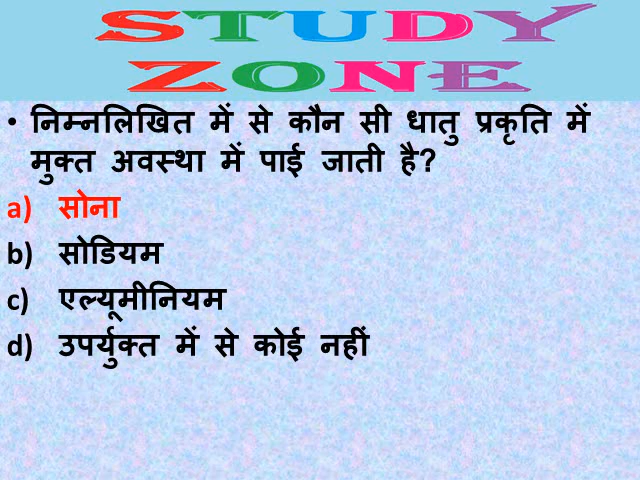 STUDY
ZONE
• निम्नलिखित में से कौन सी धातु प्रकृति में
मुक्त अवस्था में पाई जाती है?
a) सोना
b) सोडियम
c) एल्यूमीनियम
d) उपर्युक्त में से कोई नहीं